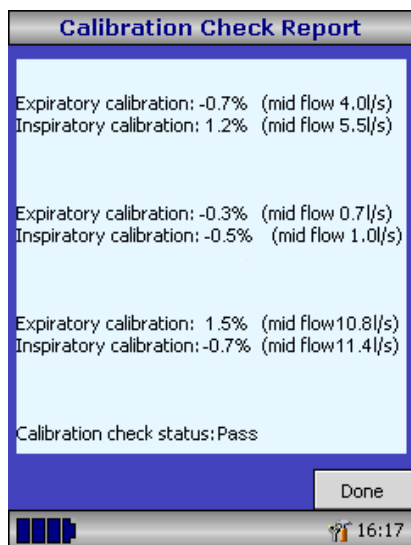 Calibration Check Report
Expiratory calibration: -0.7% (mid flow 4.0l/s)
Inspiratory calibration: 1.2% (mid flow 5.5l/s)
Expiratory calibration: -0.3% (mid flow 0.7l/s)
Inspiratory calibration: -0.5% (mid flow 1.0l/s)
Expiratory calibration: 1.5% (mid flow10.8l/s)
Inspiratory calibration: -0.7% (mid flow11.4l/s)
Calibration check status: Pass
Done
16:17